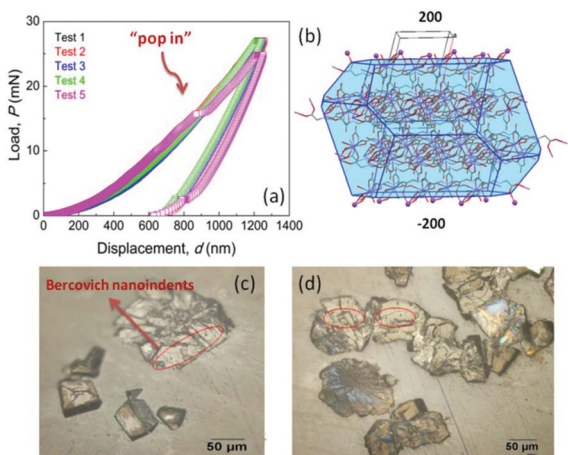 Load, P (mN)
30
25
20
15
10
5
0
0 200 400 600 800 1000 1200 1400
Displacement, d (nm)
Test 1
Test 2
Test 3
Test 4
Test 5
"pop in"
(a)
(b)
200
-200
Bercovich nanoindents
(c)
50 µm
(d)
50 µm